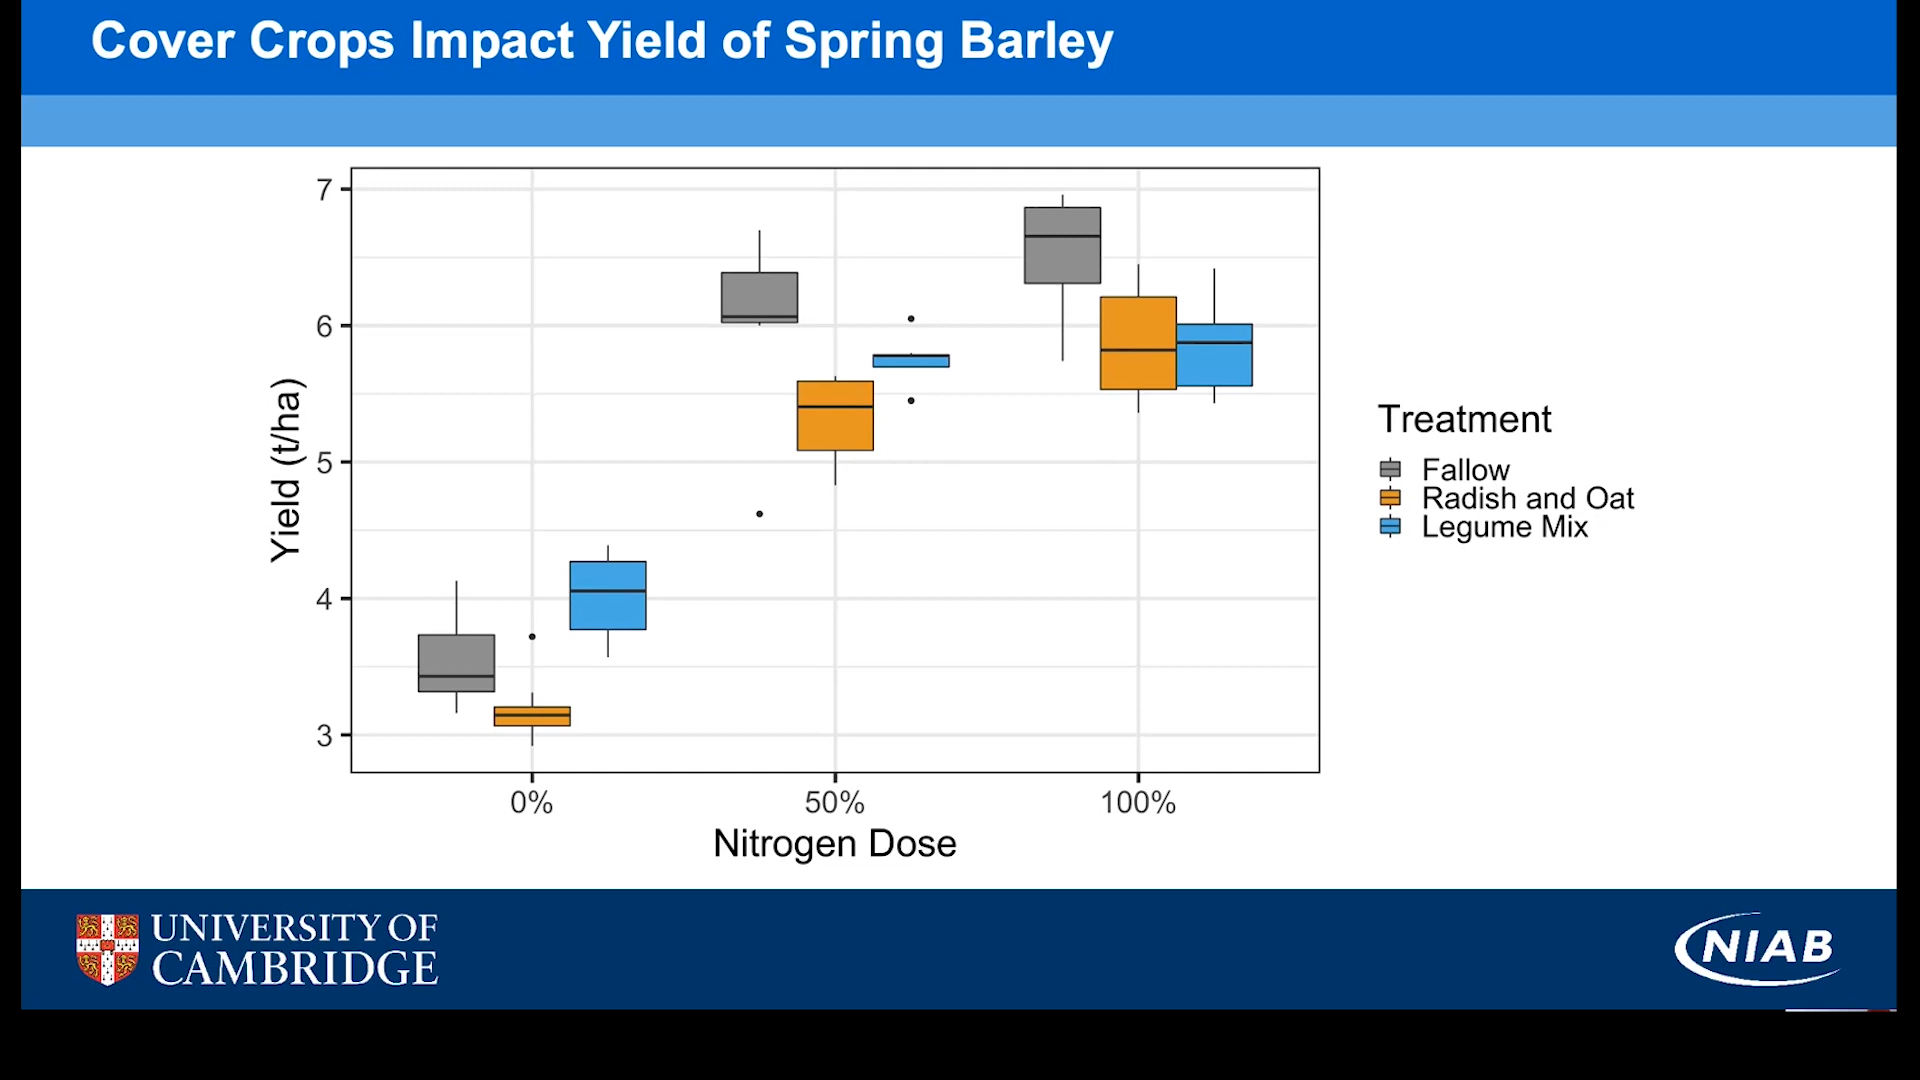 Cover Crops Impact Yield of Spring Barley
7
6
5
4
3
Yield (t/ha)
0% 50% 100%
Nitrogen Dose
Treatment
Fallow
Radish and Oat
Legume Mix
UNIVERSITY OF
CAMBRIDGE
NIAB